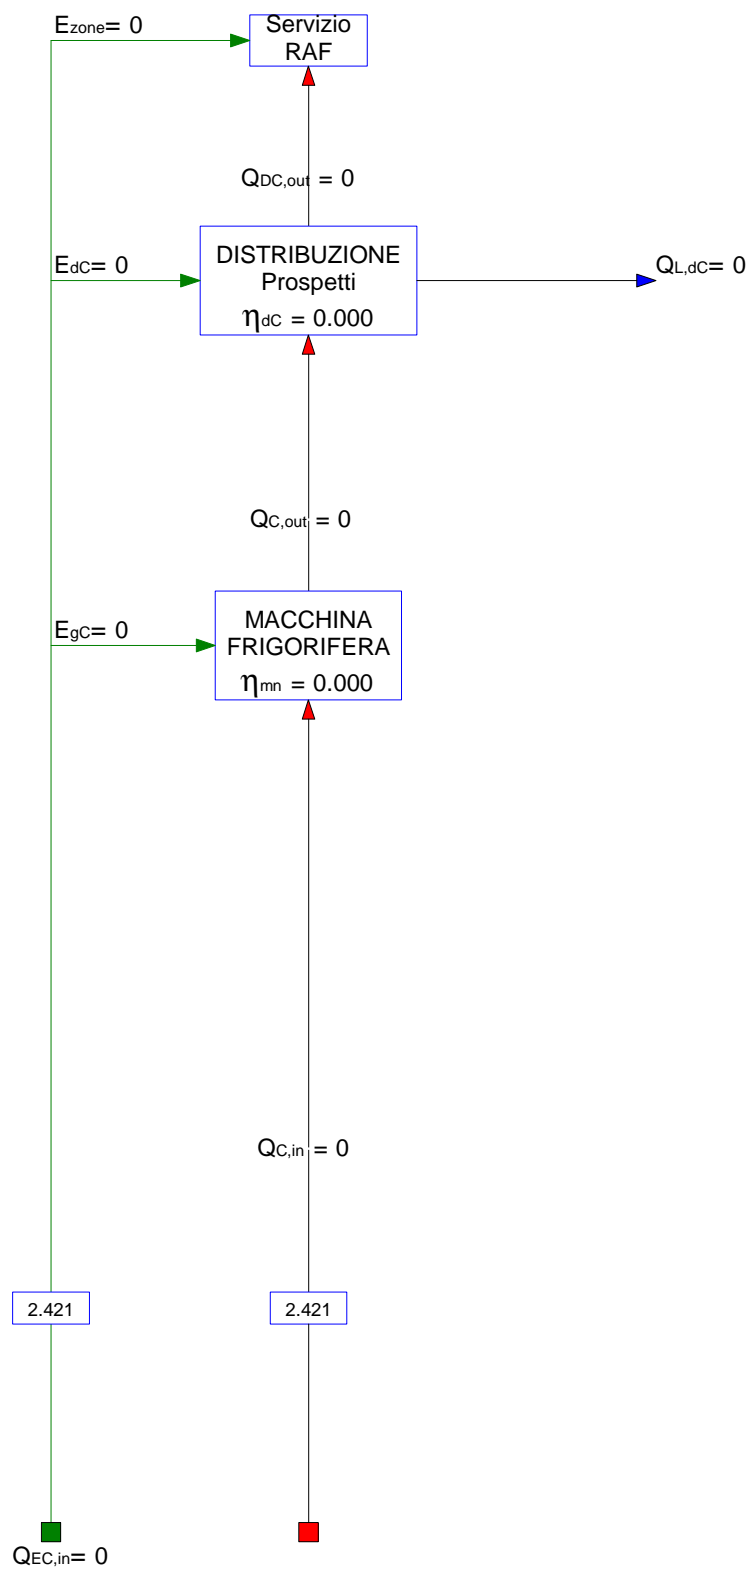 Ezone= 0
Servizio
RAF
QDC,out = 0
EdC= 0
DISTRIBUZIONE
Prospetti
ηdC = 0.000
QL,dC= 0
QC,out = 0
EgC= 0
MACCHINA
FRIGORIFERA
ηmn = 0.000
QC,in = 0
2.421
2.421
QEC,in= 0